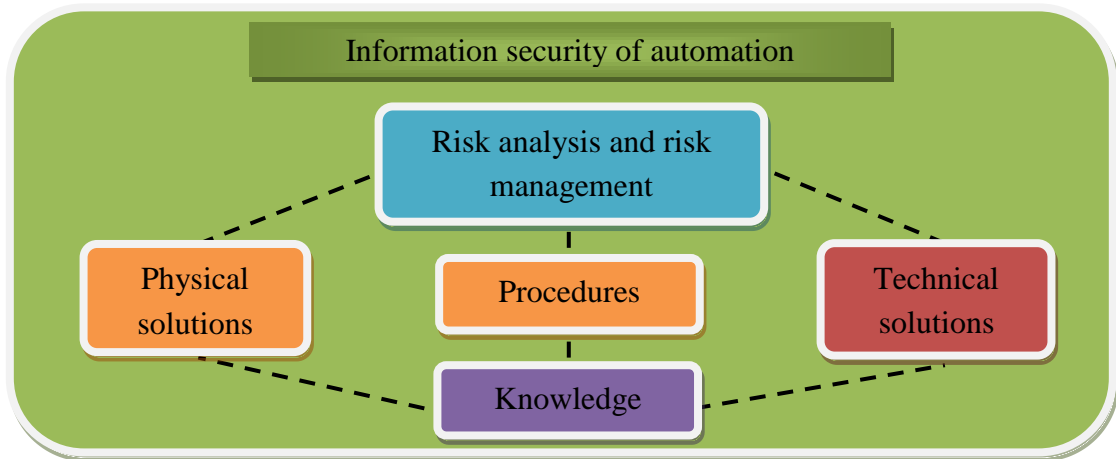 Information security of automation
Risk analysis and risk
management
Physical
solutions
Procedures
Technical
solutions
Knowledge